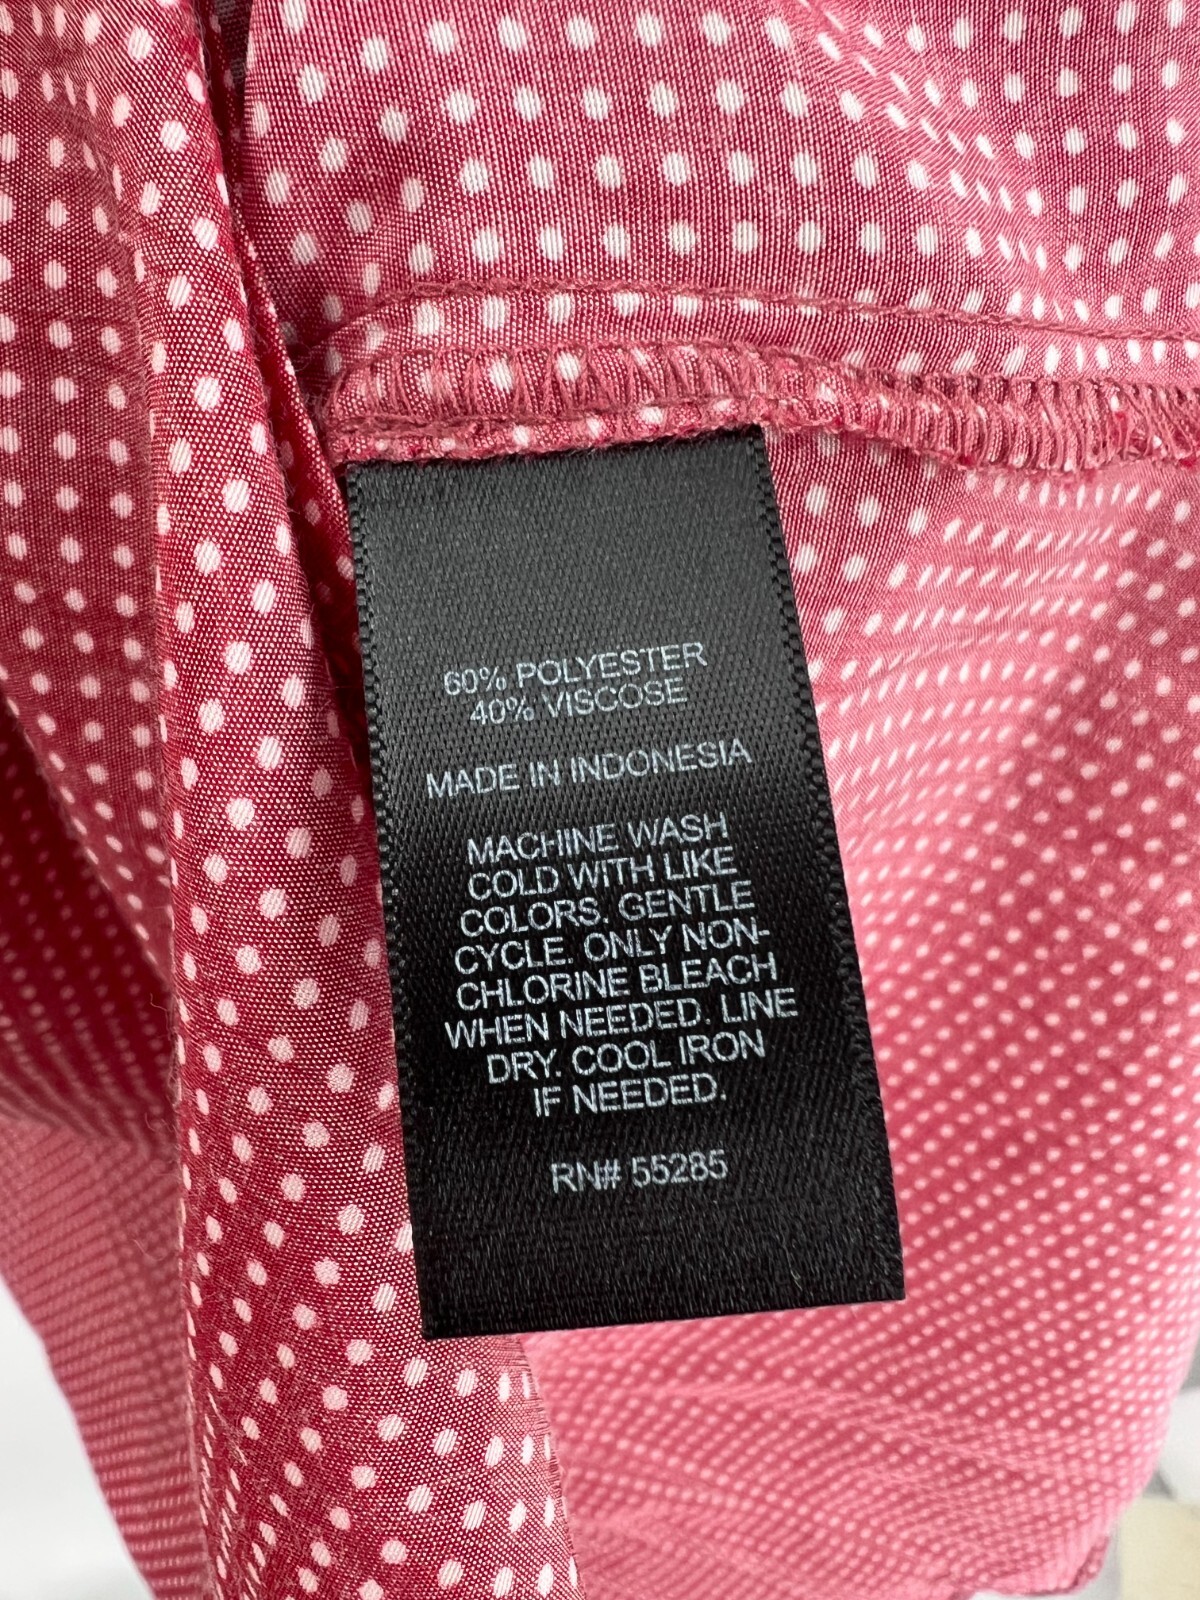 60% POLYESTER
40% VISCOSE
MADE IN INDONESIA
MACHINE WASH
COLD WITH LIKE
COLORS. GENTLE
CYCLE. ONLY NON-
CHLORINE BLEACH
WHEN NEEDED. LINE
DRY. COOL IRON
IF NEEDED.
RN# 55285